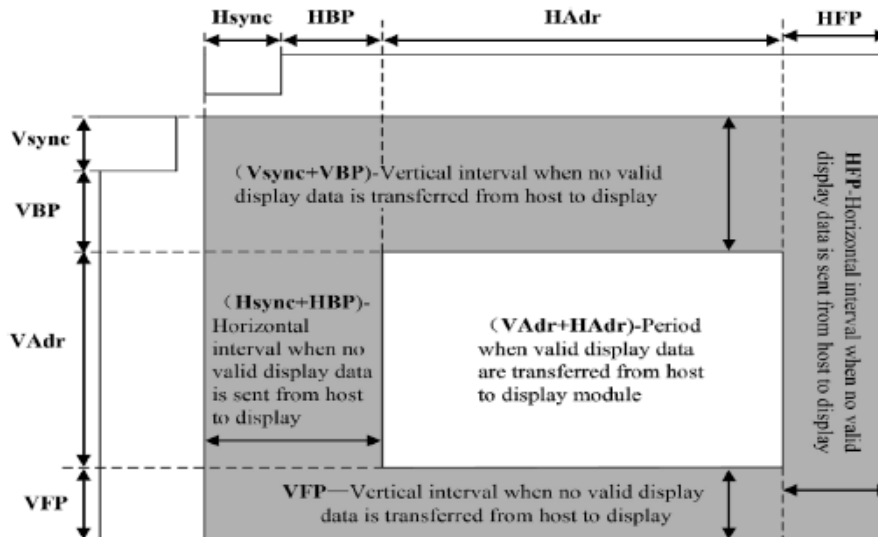 Hsync HBP HAdr HFP
Vsync
VBP
VAdr
VFP
（Vsync+VBP)-Vertical interval when no valid
display data is transferred from host to display
HFP-Horizontal interval when no valid
display data is sent from host to display
（Hsync+HBP)-
Horizontal
interval when no
valid display data
is sent from host
to display
（VAdr+HAdr)-Period
when valid display data
are transferred from host
to display module
VFP—Vertical interval when no valid display
data is transferred from host to display